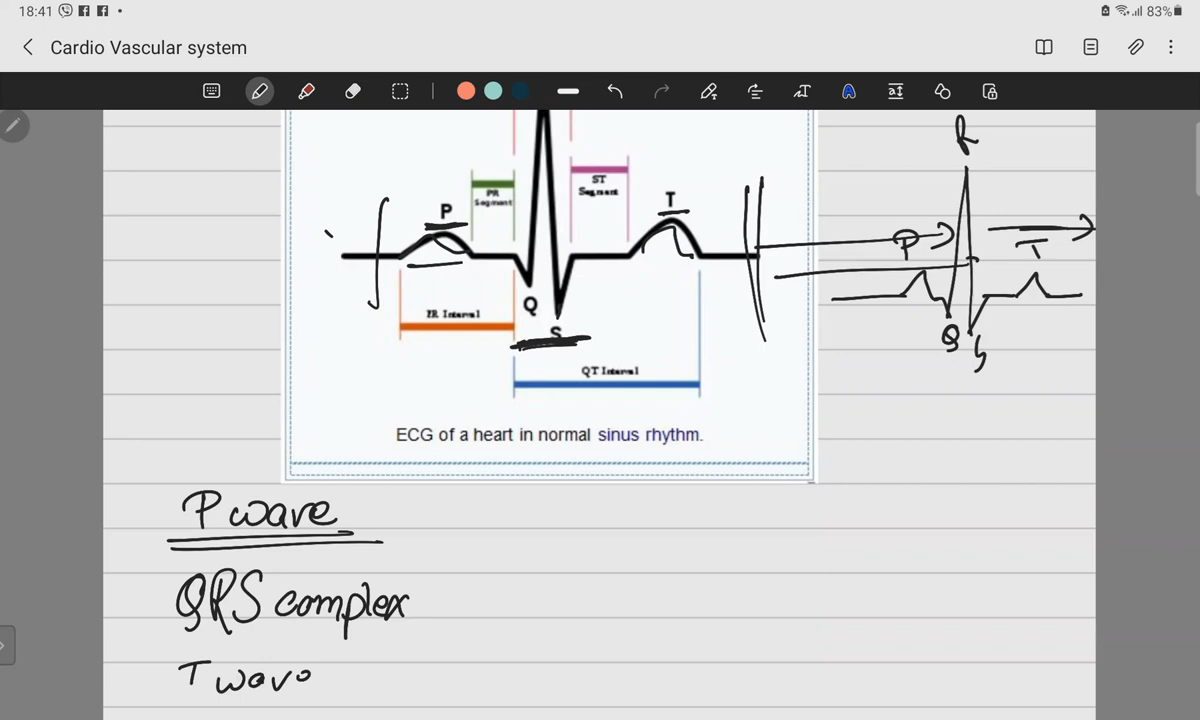 18:41
83%
Cardio Vascular system
R
PR
Segment
ST
Segment
P
T
P
T
Q
PR Interval
S
Q
S
QT Interval
ECG of a heart in normal sinus rhythm.
P wave
QRS complex
T wave